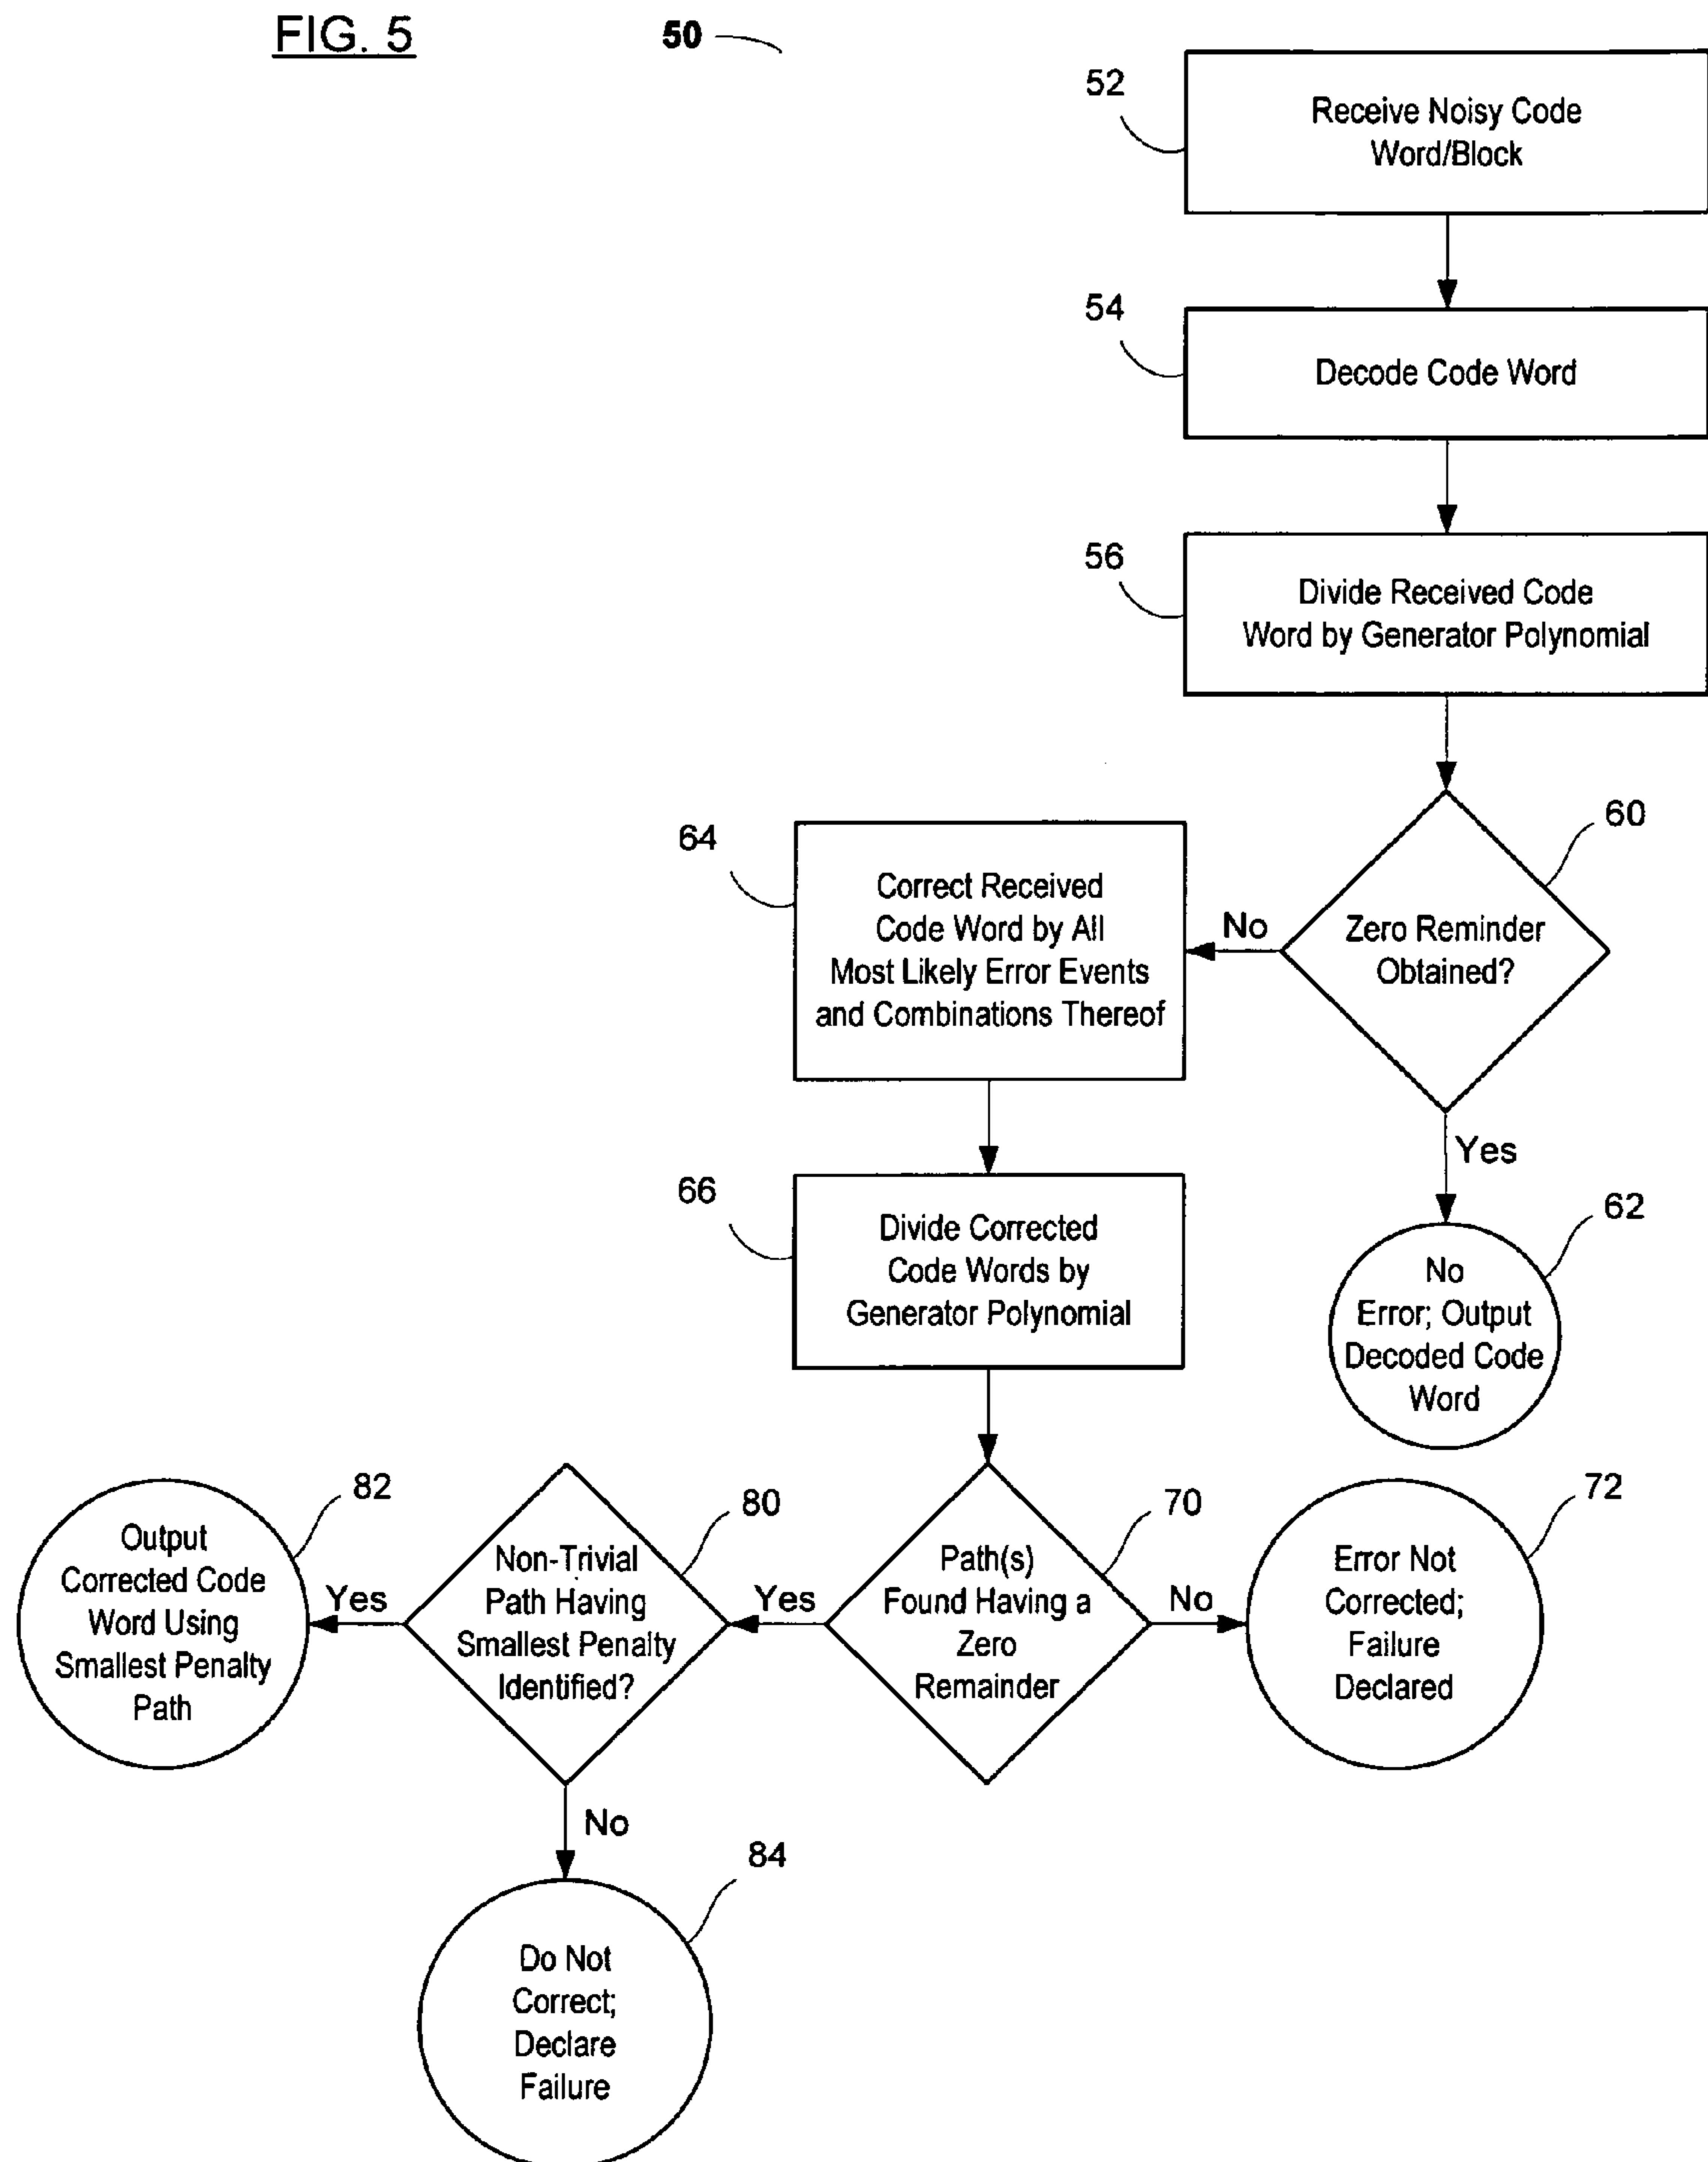 FIG. 5
50
52
Receive Noisy Code
Word/Block
54
Decode Code Word
56
Divide Received Code
Word by Generator Polynomial
60
Zero Reminder
Obtained?
No
Yes
64
Correct Received
Code Word by All
Most Likely Error Events
and Combinations Thereof
62
No
Error; Output
Decoded Code
Word
66
Divide Corrected
Code Words by
Generator Polynomial
70
Path(s)
Found Having a
Zero
Remainder
No
Yes
72
Error Not
Corrected;
Failure
Declared
80
Non-Trivial
Path Having
Smallest Penalty
Identified?
Yes
No
82
Output
Corrected Code
Word Using
Smallest Penalty
Path
84
Do Not
Correct;
Declare
Failure